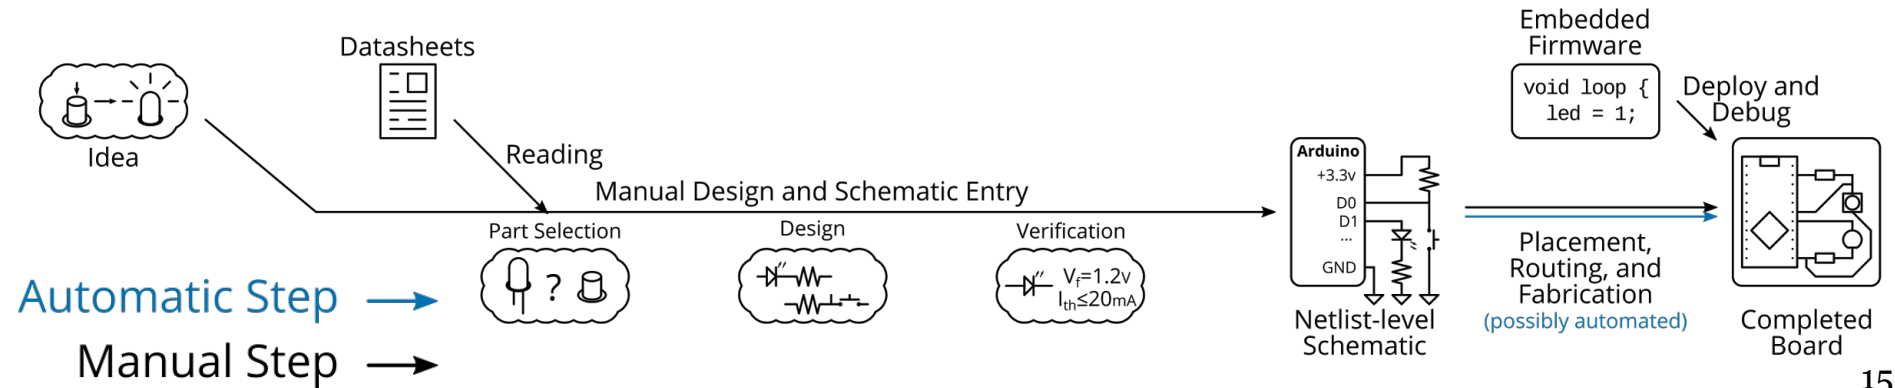 Idea
Datasheets
Reading
Manual Design and Schematic Entry
Part Selection
?
Design
Verification
Vf=1.2v
Ith≤20mA
Automatic Step
Manual Step
Arduino
+3.3v
D0
D1
...
GND
Netlist-level
Schematic
Embedded
Firmware
void loop {
led = 1;
Deploy and
Debug
Placement,
Routing, and
Fabrication
(possibly automated)
Completed
Board
15